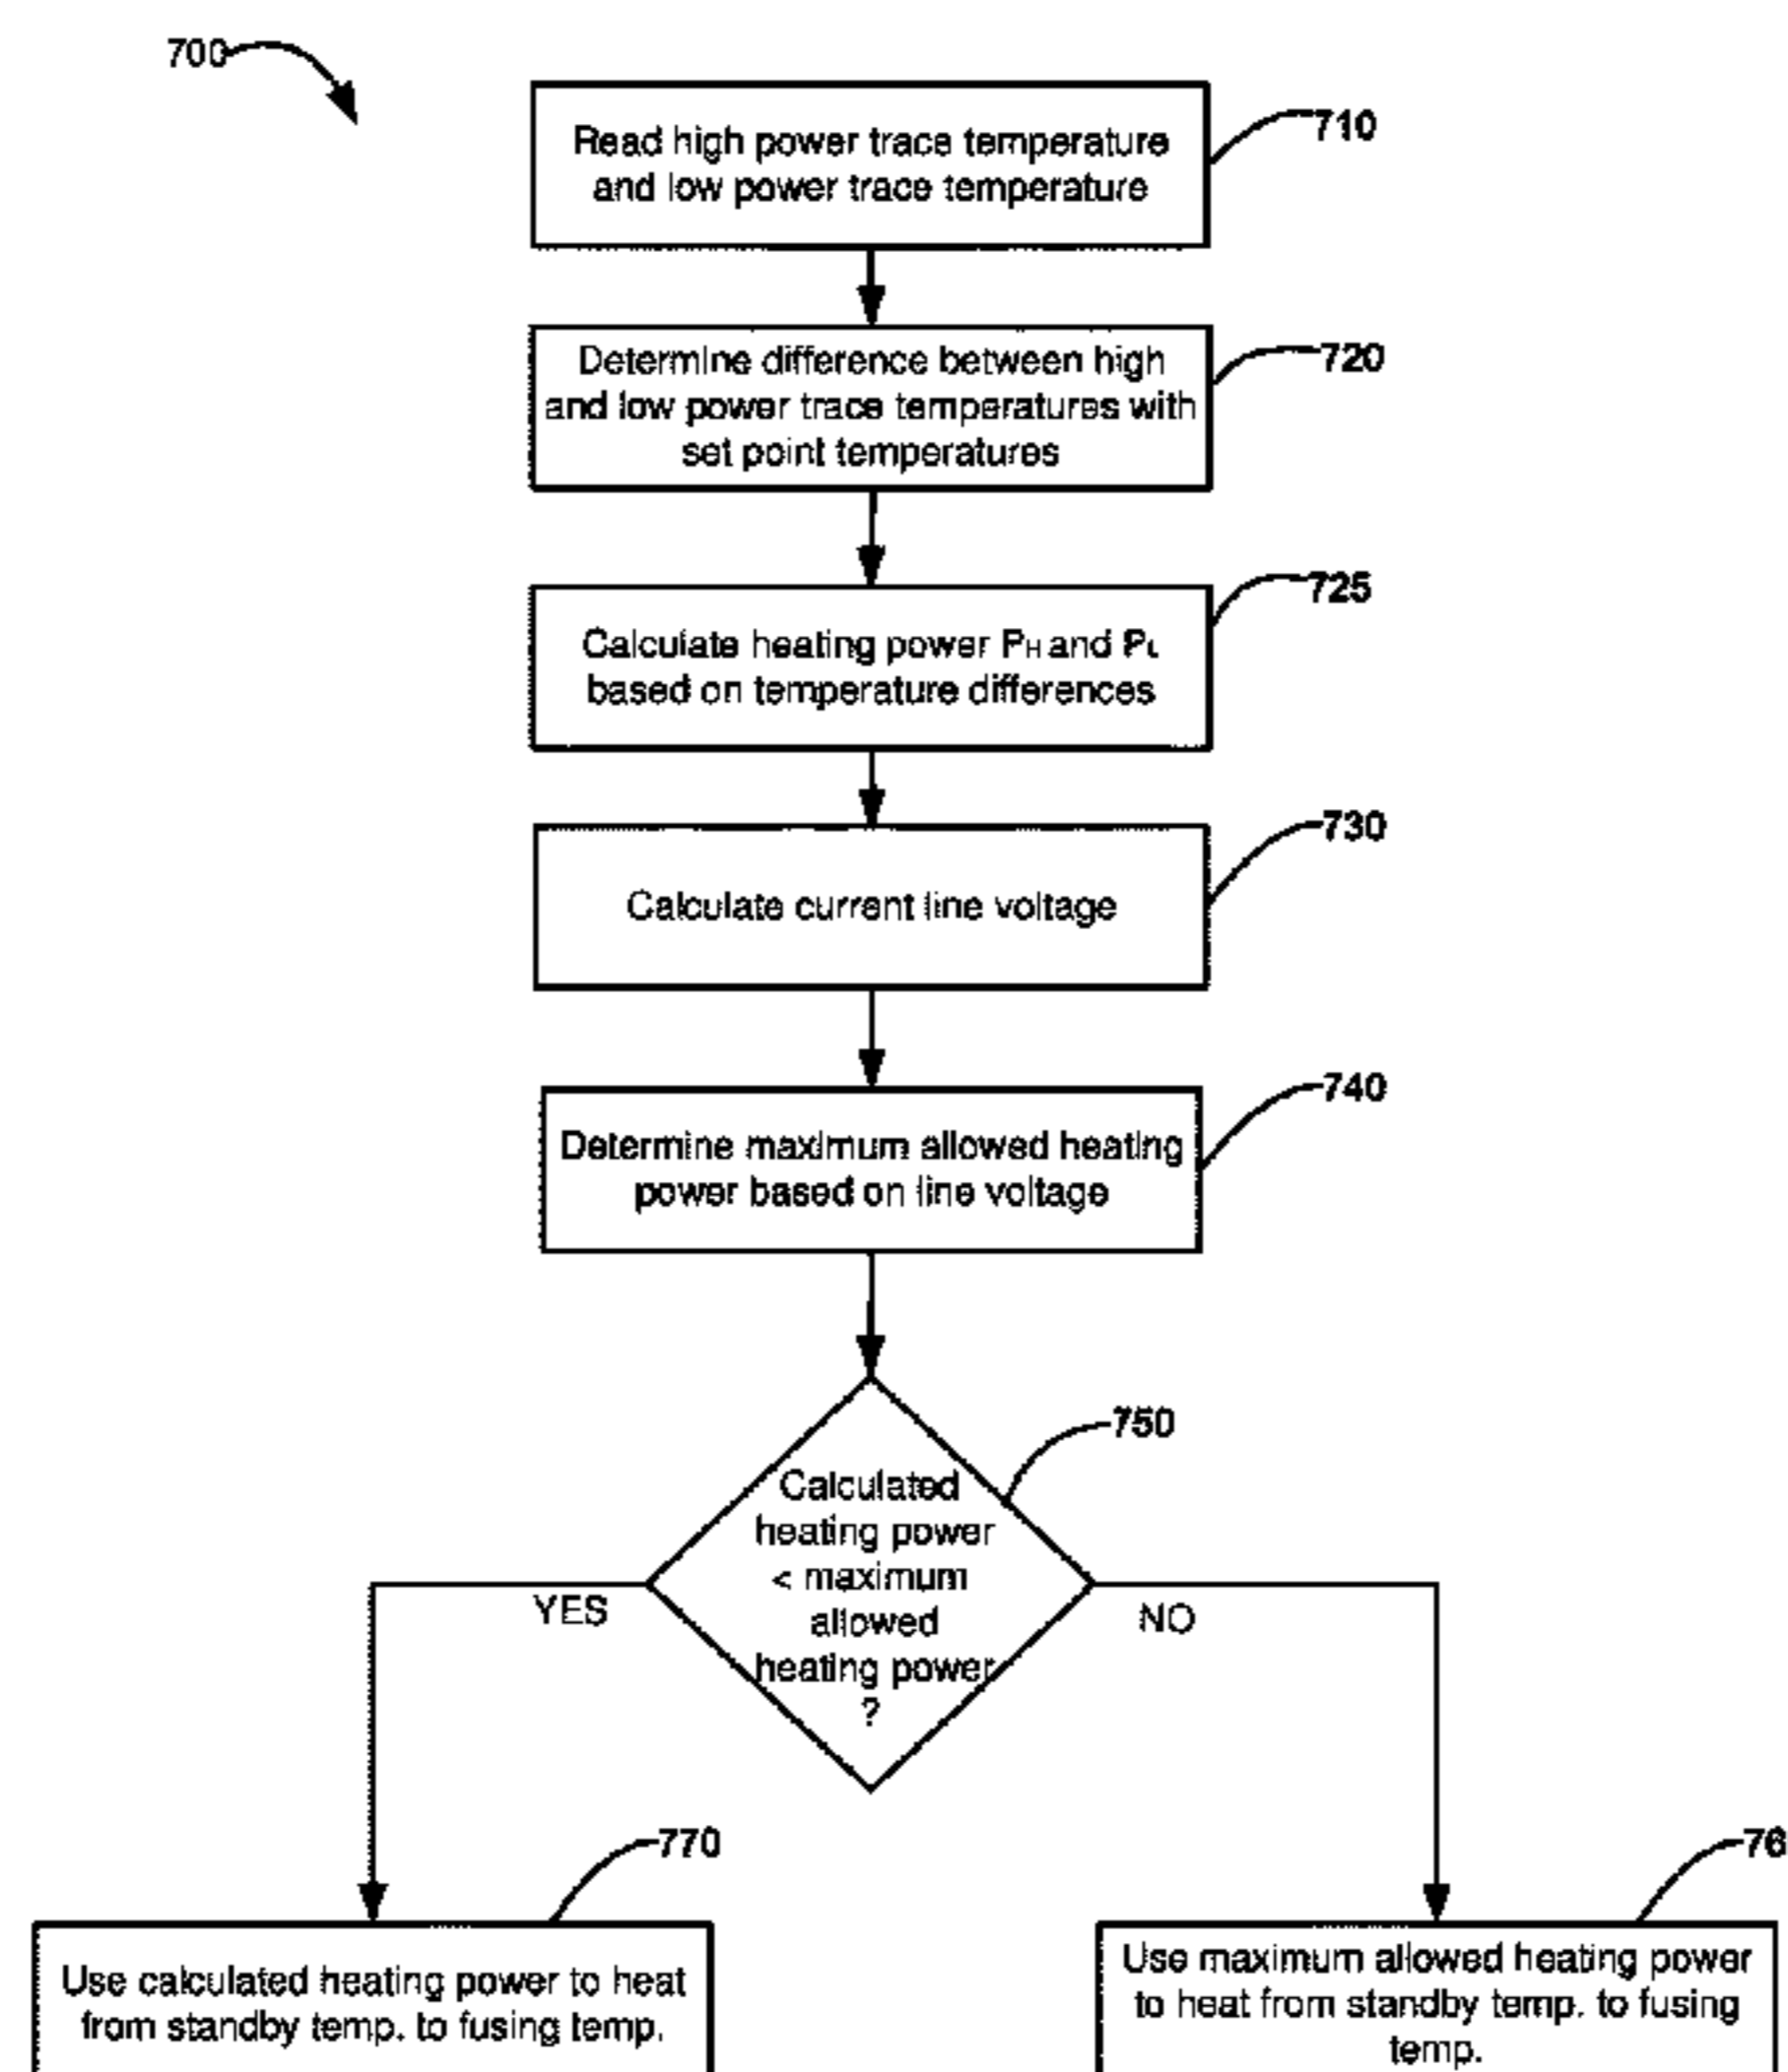 700
Read high power trace temperature
and low power trace temperature
710
Determine difference between high
and low power trace temperatures with
set point temperatures
720
Calculate heating power PH and PL
based on temperature differences
725
Calculate current line voltage
730
Determine maximum allowed heating
power based on line voltage
740
Calculated
heating power
< maximum
allowed
heating power
?
750
YES
NO
770
Use calculated heating power to heat
from standby temp. to fusing temp.
76
Use maximum allowed heating power
to heat from standby temp. to fusing
temp.